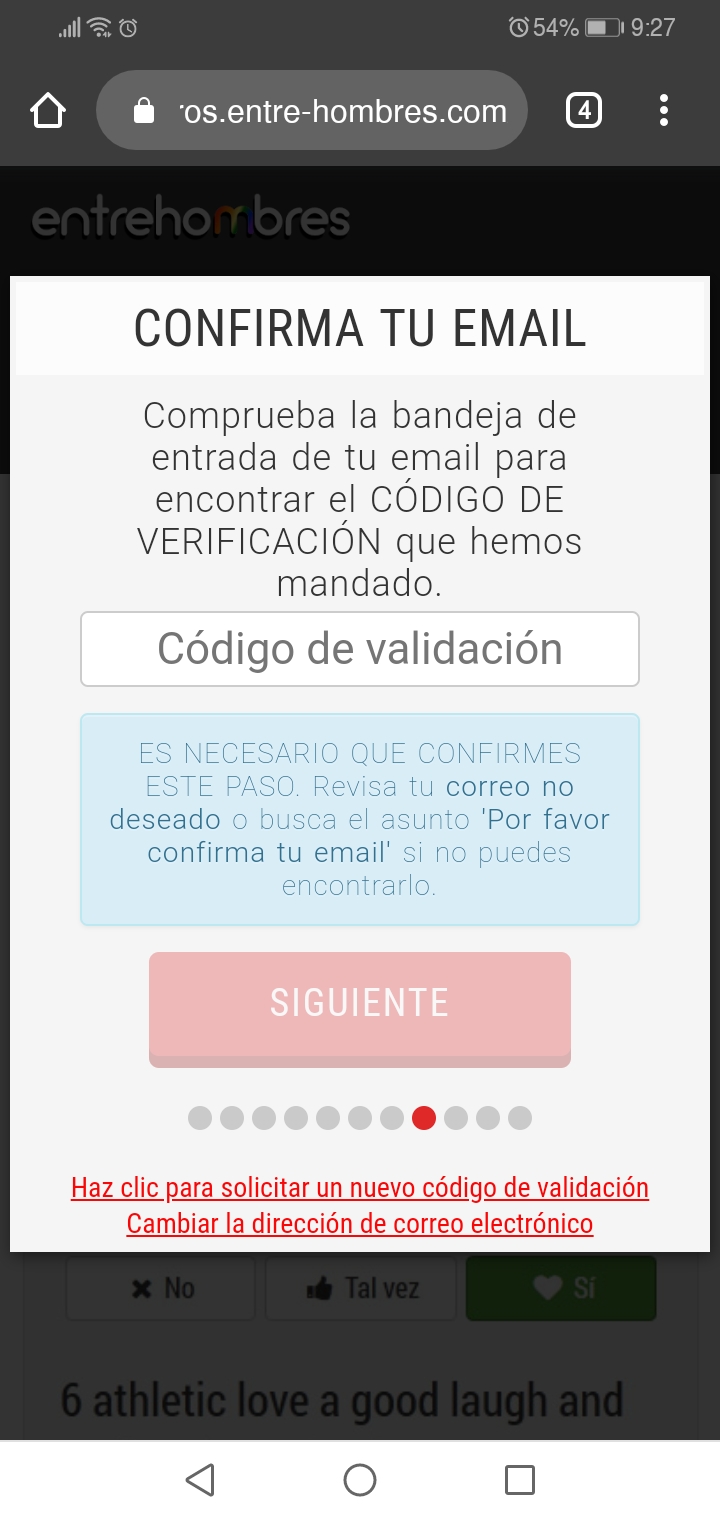 54% 9:27
ros.entre-hombres.com
4
entrehombres
CONFIRMA TU EMAIL
Comprueba la bandeja de
entrada de tu email para
encontrar el CÓDIGO DE
VERIFICACIÓN que hemos
mandado.
Código de validación
ES NECESARIO QUE CONFIRMES
ESTE PASO. Revisa tu correo no
deseado o busca el asunto 'Por favor
confirma tu email' si no puedes
encontrarlo.
SIGUIENTE
Haz clic para solicitar un nuevo código de validación
Cambiar la dirección de correo electrónico
No Tal vez Sí
6 athletic love a good laugh and